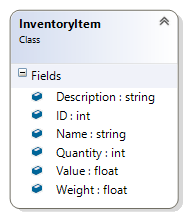 InventoryItem
Class
Fields
Description : string
ID : int
Name : string
Quantity : int
Value : float
Weight : float